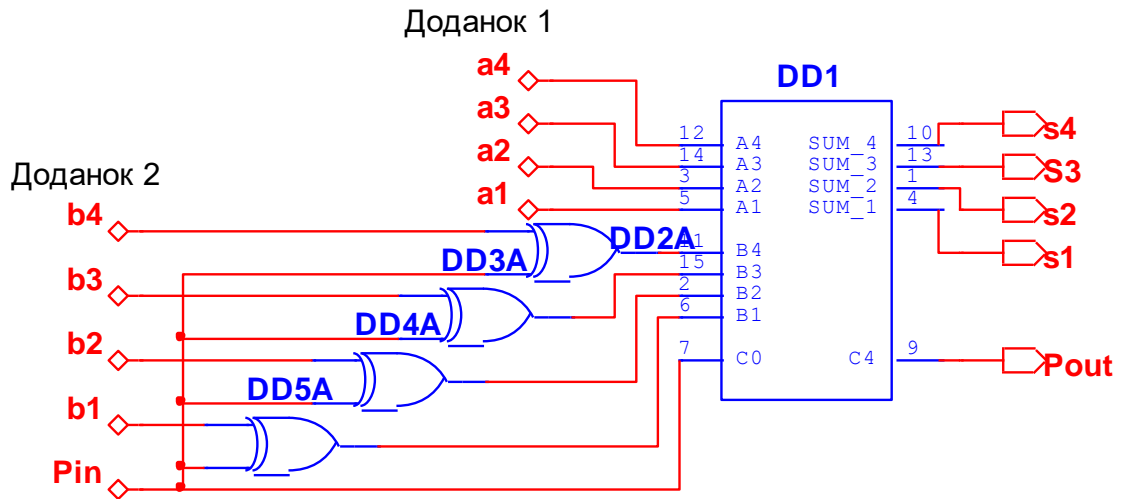 Доданок 1
a4
a3
a2
a1
DD1
12 A4 SUM_4 10
14 A3 SUM_3 13
3 A2 SUM_2 1
5 A1 SUM_1 4
11 B4
15 B3
2 B2
6 B1
7 C0 C4 9
s4
S3
s2
s1
Pout
Доданок 2
b4
b3
b2
b1
Pin
DD2A
DD3A
DD4A
DD5A